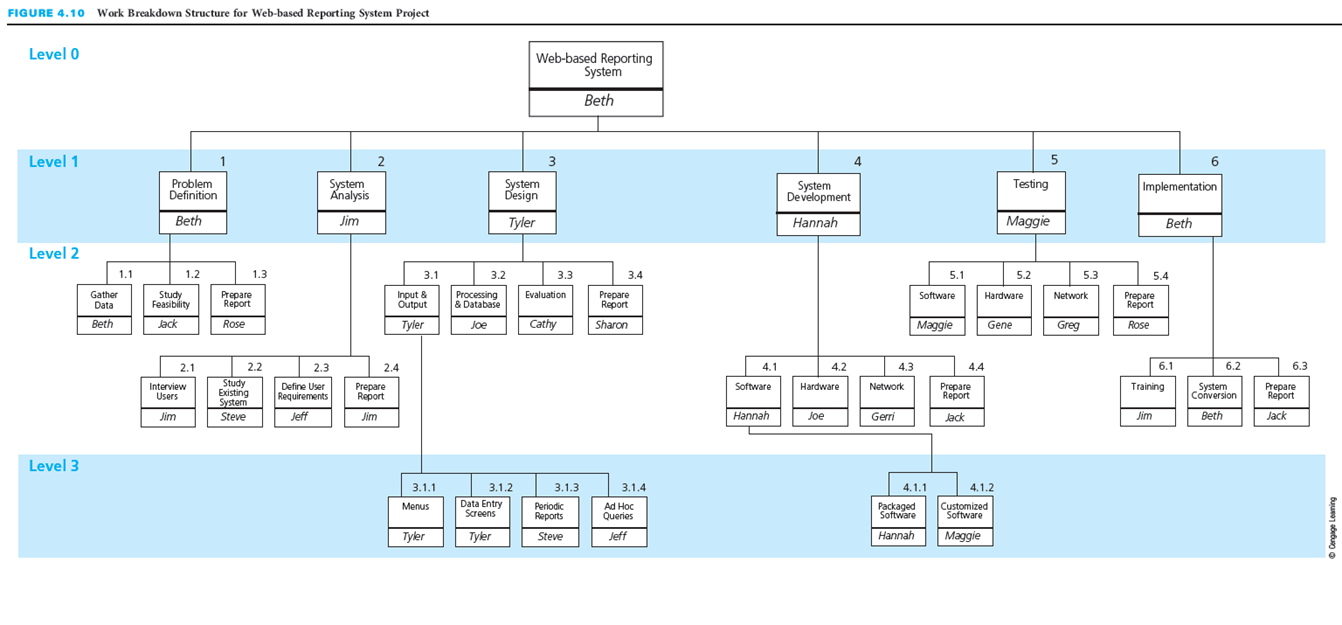 FIGURE 4.10 Work Breakdown Structure for Web-based Reporting System Project
Level 0
Web-based Reporting
System
Beth
Level 1
1
Problem
Definition
Beth
2
System
Analysis
Jim
3
System
Design
Tyler
4
System
Development
Hannah
5
Testing
Maggie
6
Implementation
Beth
Level 2
1.1
Gather
Data
Beth
1.2
Study
Feasibility
Jack
1.3
Prepare
Report
Rose
3.1
Input &
Output
Tyler
3.2
Processing
& Database
Joe
3.3
Evaluation
Cathy
3.4
Prepare
Report
Sharon
5.1
Software
Maggie
5.2
Hardware
Gene
5.3
Network
Greg
5.4
Prepare
Report
Rose
2.1
Interview
Users
Jim
2.2
Study
Existing
System
Steve
2.3
Define User
Requirements
Jeff
2.4
Prepare
Report
Jim
4.1
Software
Hannah
4.2
Hardware
Joe
4.3
Network
Gerri
4.4
Prepare
Report
Jack
6.1
Training
Jim
6.2
System
Conversion
Beth
6.3
Prepare
Report
Jack
Level 3
3.1.1
Menus
Tyler
3.1.2
Data Entry
Screens
Tyler
3.1.3
Periodic
Reports
Steve
3.1.4
Ad Hoc
Queries
Jeff
4.1.1
Packaged
Software
Hannah
4.1.2
Customized
Software
Maggie
© Cengage Learning